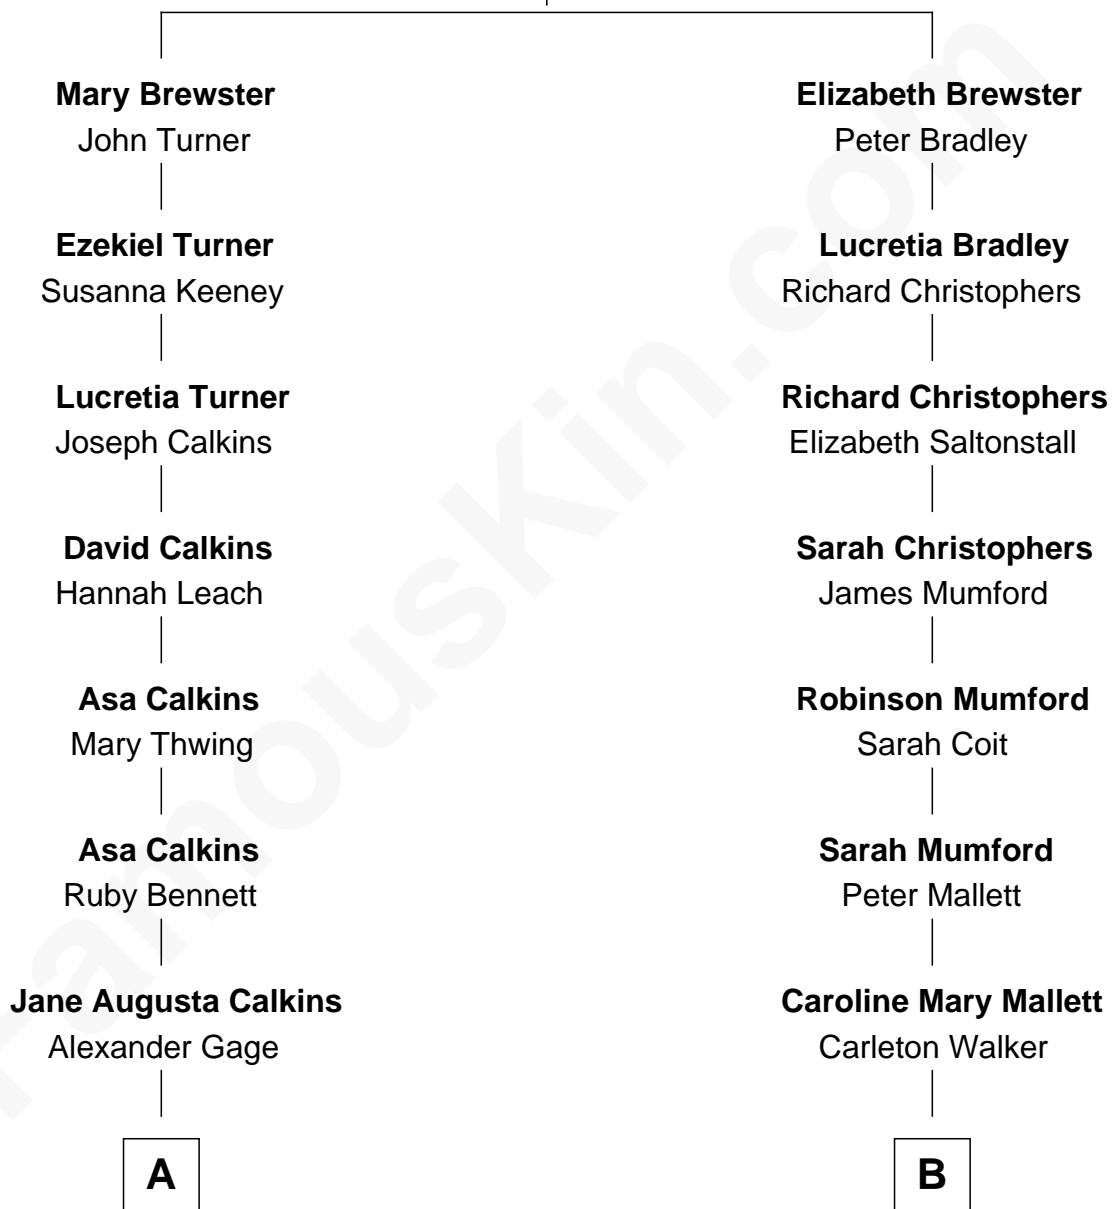 Mary Brewster
John Turner
Ezekiel Turner
Susanna Keeney
Lucretia Turner
Joseph Calkins
David Calkins
Hannah Leach
Asa Calkins
Mary Thwing
Asa Calkins
Ruby Bennett
Jane Augusta Calkins
Alexander Gage
A
Elizabeth Brewster
Peter Bradley
Lucretia Bradley
Richard Christophers
Richard Christophers
Elizabeth Saltonstall
Sarah Christophers
James Mumford
Robinson Mumford
Sarah Coit
Sarah Mumford
Peter Mallett
Caroline Mary Mallett
Carleton Walker
B
FamousKin.com